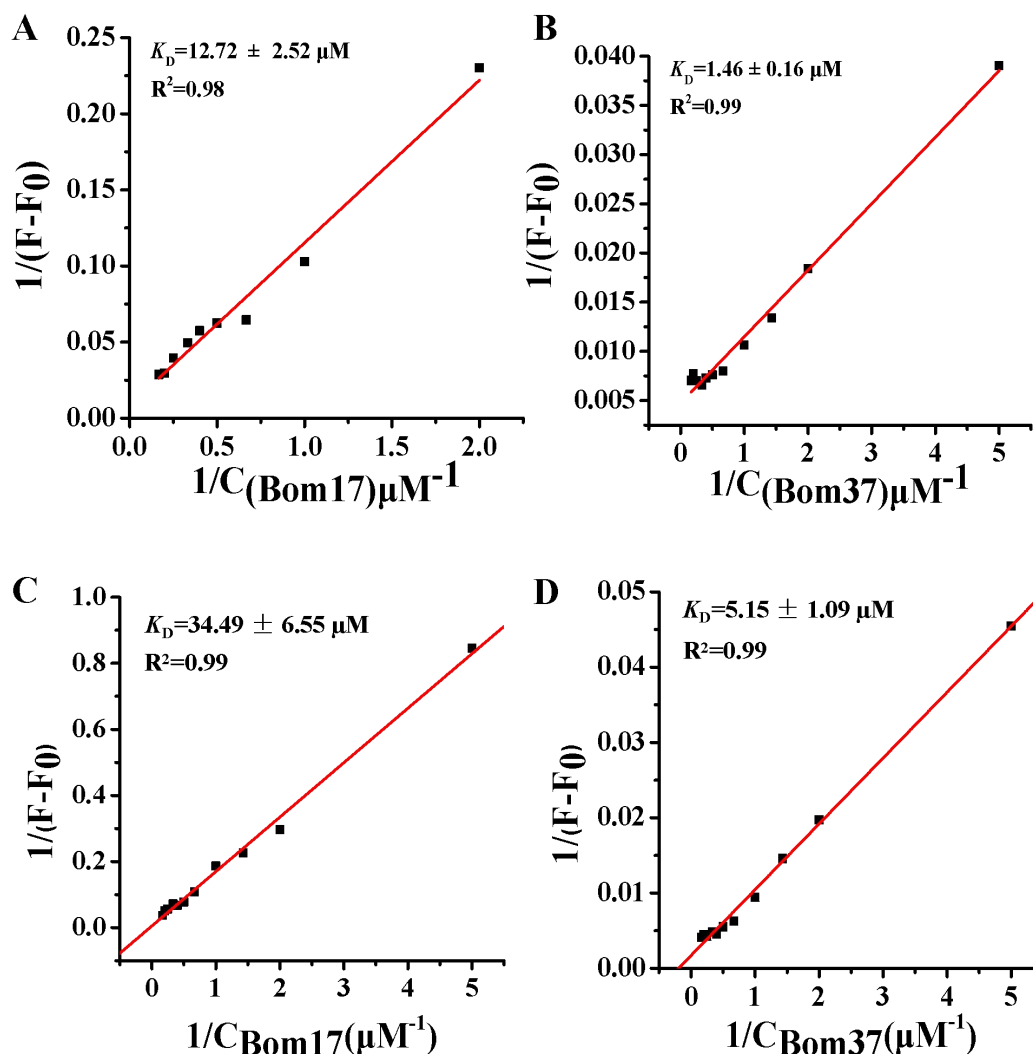 A
K_D=12.72 ± 2.52 μM
R²=0.98
0.25
0.20
0.15
0.10
0.05
0.00
1/(F-F₀)
0.0
0.5
1.0
1.5
2.0
1/C(Bom17)μM⁻¹
B
K_D=1.46 ± 0.16 μM
R²=0.99
0.040
0.035
0.030
0.025
0.020
0.015
0.010
0.005
1/(F-F₀)
0
1
2
3
4
5
1/C(Bom37)μM⁻¹
C
K_D=34.49 ± 6.55 μM
R²=0.99
1.0
0.8
0.6
0.4
0.2
0.0
1/(F-F₀)
0
1
2
3
4
5
1/C Bom17(μM⁻¹)
D
K_D=5.15 ± 1.09 μM
R²=0.99
0.05
0.04
0.03
0.02
0.01
0.00
1/(F-F₀)
0
1
2
3
4
5
1/C Bom37(μM⁻¹)